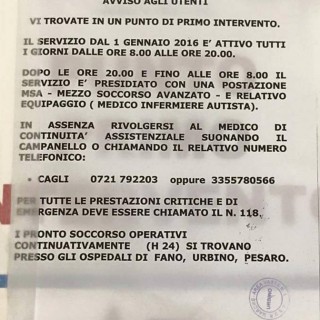 AVVISO AGLI UTENTI
VI TROVATE IN UN PUNTO DI PRIMO INTERVENTO.
IL SERVIZIO DAL 1 GENNAIO 2016 E' ATTIVO TUTTI
I GIORNI DALLE ORE 8.00 ALLE ORE 20.00.
DOPO LE ORE 20.00 E FINO ALLE ORE 8.00 IL
SERVIZIO E' PRESIDIATO CON UNA POSTAZIONE
MSA - MEZZO SOCCORSO AVANZATO - E RELATIVO
EQUIPAGGIO ( MEDICO INFERMIERE AUTISTA).
IN ASSENZA RIVOLGERSI AL MEDICO DI
CONTINUITA' ASSISTENZIALE SUONANDO IL
CAMPANELLO O CHIAMANDO IL RELATIVO NUMERO
TELEFONICO:
• CAGLI 0721 792203 oppure 3355780566
PER TUTTE LE PRESTAZIONI CRITICHE E DI
EMERGENZA DEVE ESSERE CHIAMATO IL N. 118.
I PRONTO SOCCORSO OPERATIVI
CONTINUATIVAMENTE (H 24) SI TROVANO
PRESSO GLI OSPEDALI DI FANO, URBINO, PESARO.